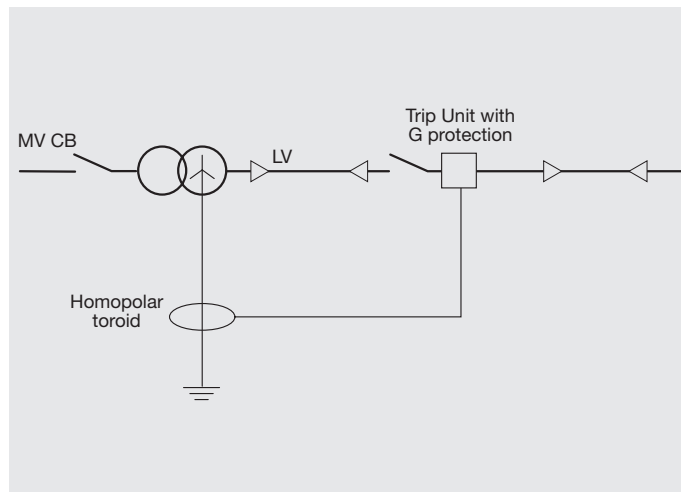 MV CB
LV
Trip Unit with
G protection
Homopolar
toroid